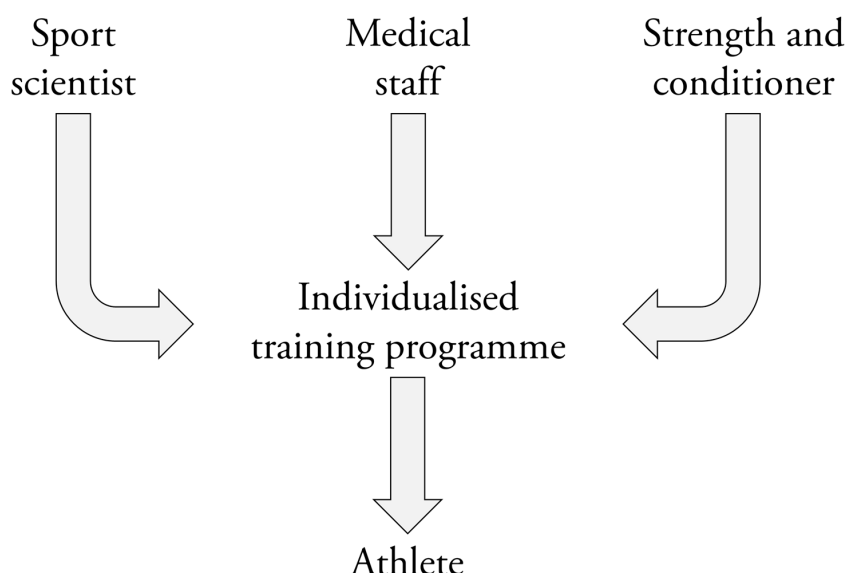 Sport
scientist
Medical
staff
Strength and
conditioner
Individualised
training programme
Athlete